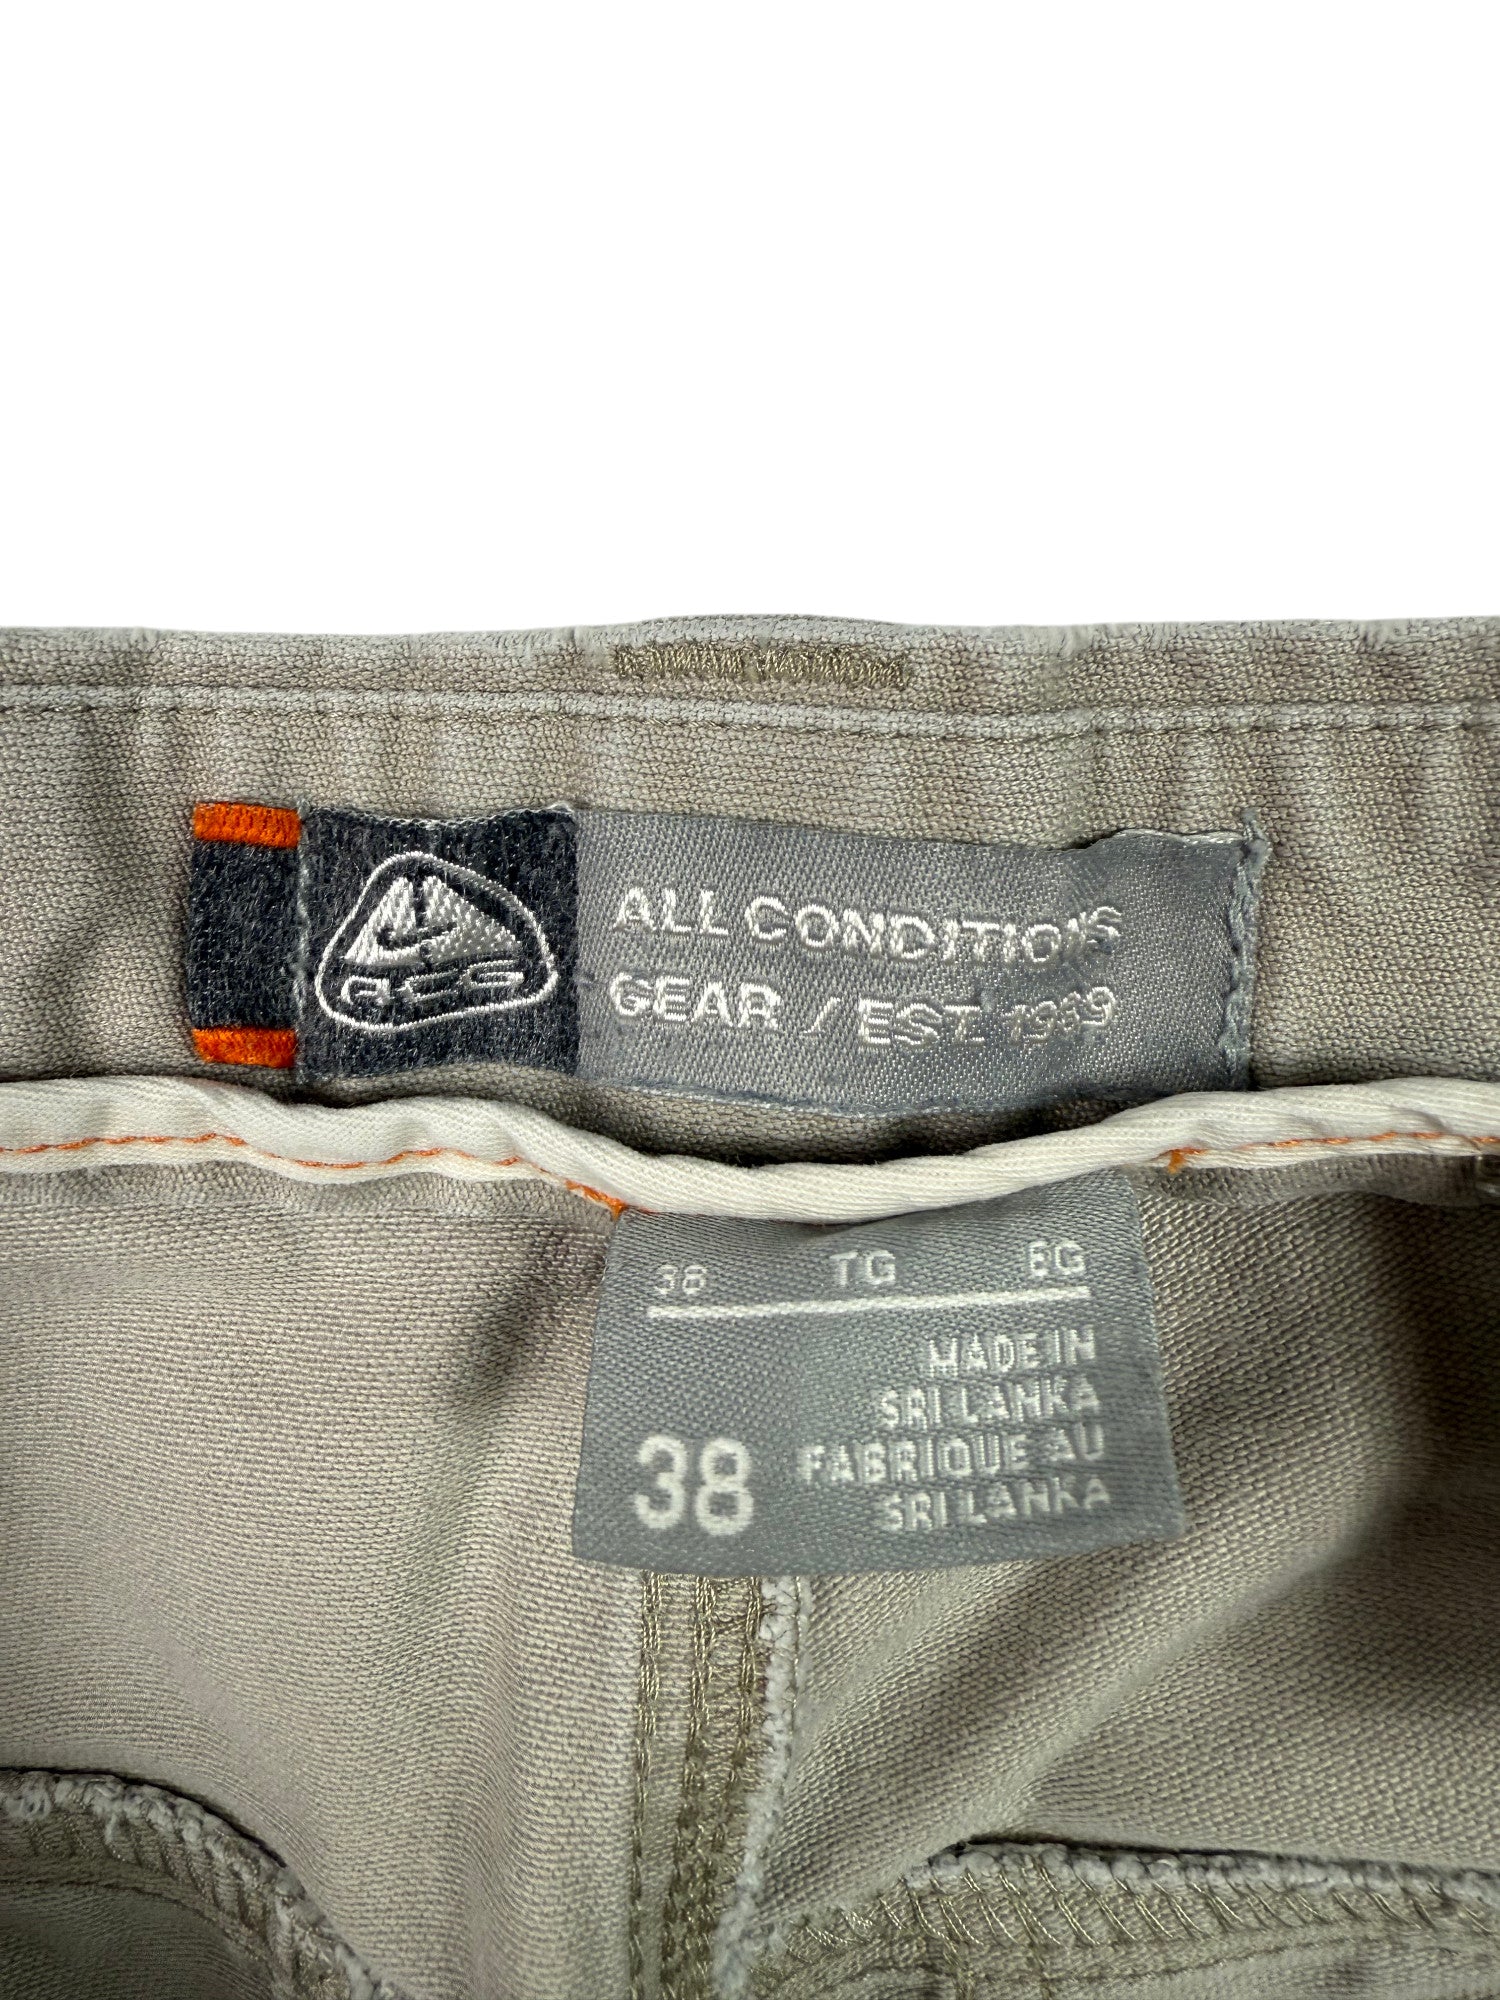 ACG
ALL CONDITIONS
GEAR / EST. 1989
38 TG EG
MADE IN
SRI LANKA
38
FABRIQUE AU
SRI LANKA